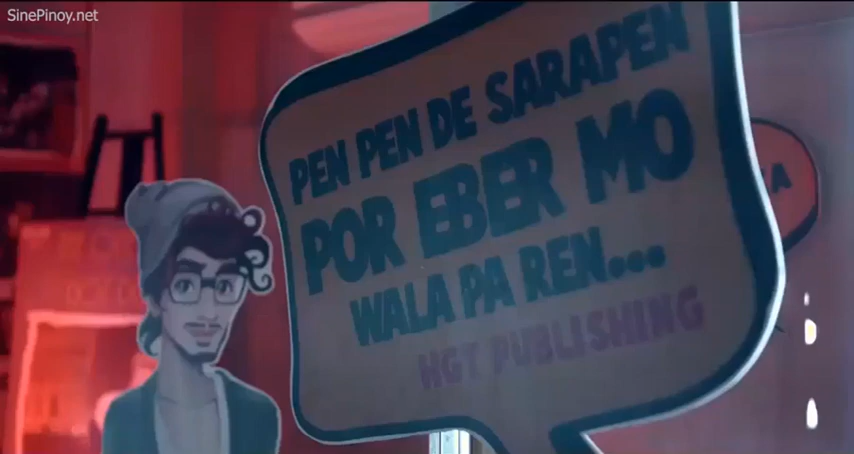 SinePinoy.net
PEN PEN DE SARAPEN
POR EBER MO
WALA PA REN...
HGT PUBLISHING